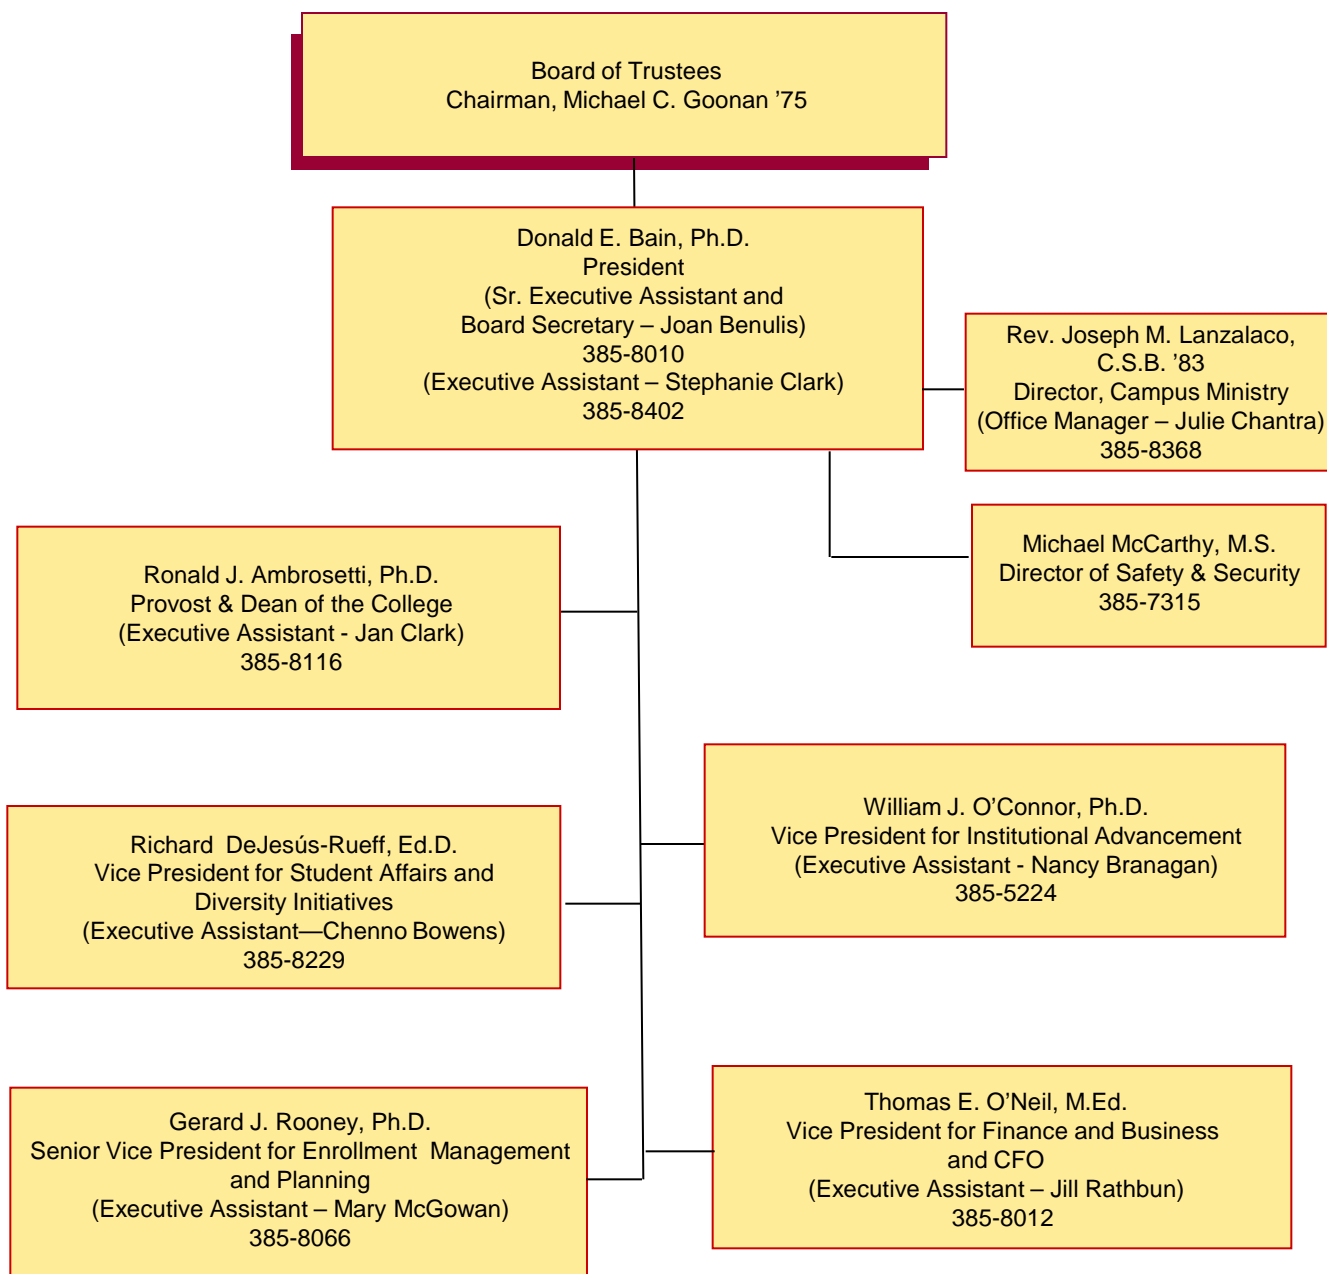 Board of Trustees
Chairman, Michael C. Goonan ’75
Donald E. Bain, Ph.D.
President
(Sr. Executive Assistant and
Board Secretary – Joan Benulis)
385-8010
(Executive Assistant – Stephanie Clark)
385-8402
Rev. Joseph M. Lanzalaco,
C.S.B. ’83
Director, Campus Ministry
(Office Manager – Julie Chantra)
385-8368
Michael McCarthy, M.S.
Director of Safety & Security
385-7315
Ronald J. Ambrosetti, Ph.D.
Provost & Dean of the College
(Executive Assistant - Jan Clark)
385-8116
William J. O’Connor, Ph.D.
Vice President for Institutional Advancement
(Executive Assistant - Nancy Branagan)
385-5224
Richard DeJesús-Rueff, Ed.D.
Vice President for Student Affairs and
Diversity Initiatives
(Executive Assistant—Chenno Bowens)
385-8229
Thomas E. O’Neil, M.Ed.
Vice President for Finance and Business
and CFO
(Executive Assistant – Jill Rathbun)
385-8012
Gerard J. Rooney, Ph.D.
Senior Vice President for Enrollment Management
and Planning
(Executive Assistant – Mary McGowan)
385-8066